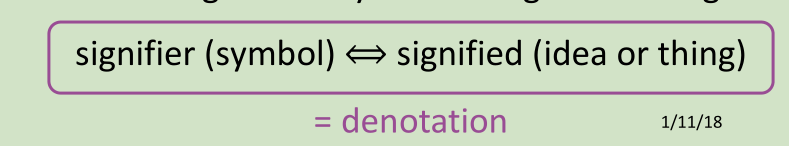 signifier (symbol) ⟺ signified (idea or thing)
= denotation 1/11/18